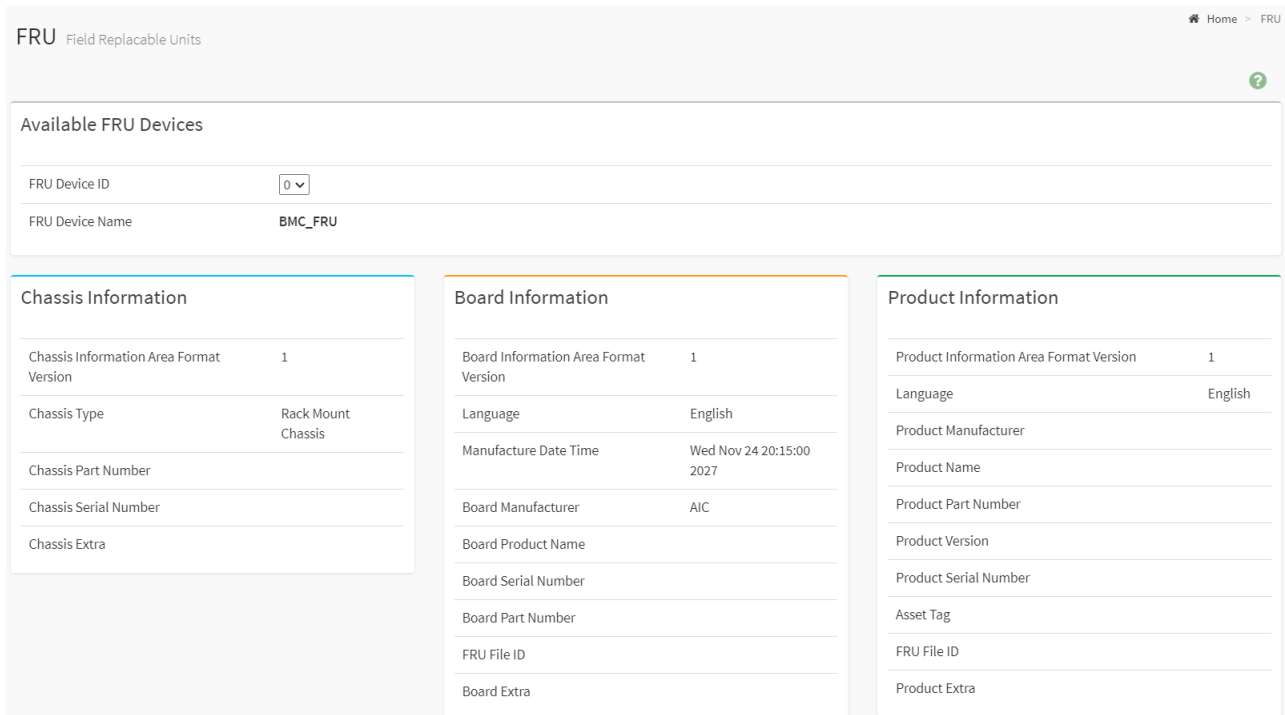 Home > FRU
FRU Field Replacable Units
Available FRU Devices
FRU Device ID 0
FRU Device Name BMC_FRU
Chassis Information
Chassis Information Area Format 1
Version
Chassis Type Rack Mount
Chassis
Chassis Part Number
Chassis Serial Number
Chassis Extra
Board Information
Board Information Area Format 1
Version
Language English
Manufacture Date Time Wed Nov 24 20:15:00
2027
Board Manufacturer AIC
Board Product Name
Board Serial Number
Board Part Number
FRU File ID
Board Extra
Product Information
Product Information Area Format Version 1
Language English
Product Manufacturer
Product Name
Product Part Number
Product Version
Product Serial Number
Asset Tag
FRU File ID
Product Extra